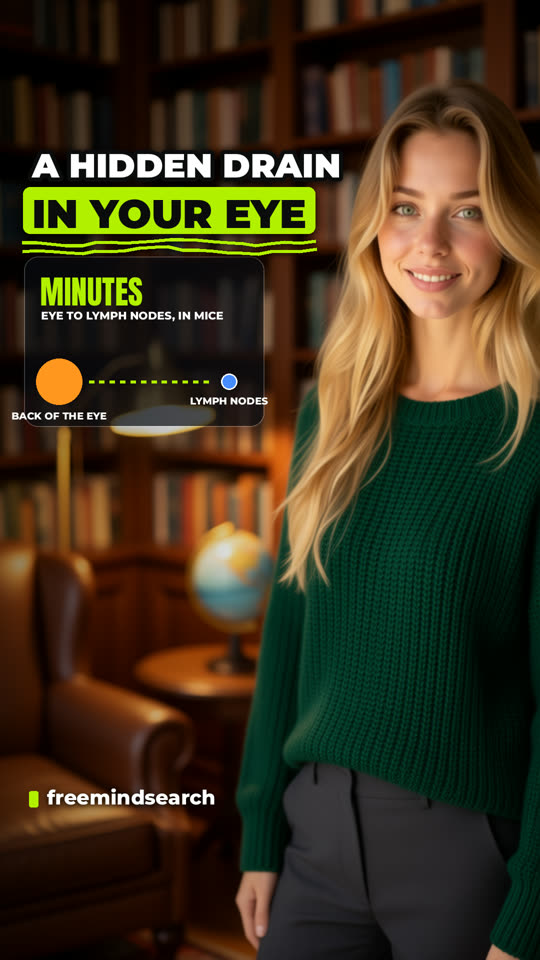 A HIDDEN DRAIN
IN YOUR EYE
MINUTES
EYE TO LYMPH NODES, IN MICE
LYMPH NODES
BACK OF THE EYE
freemindsearch